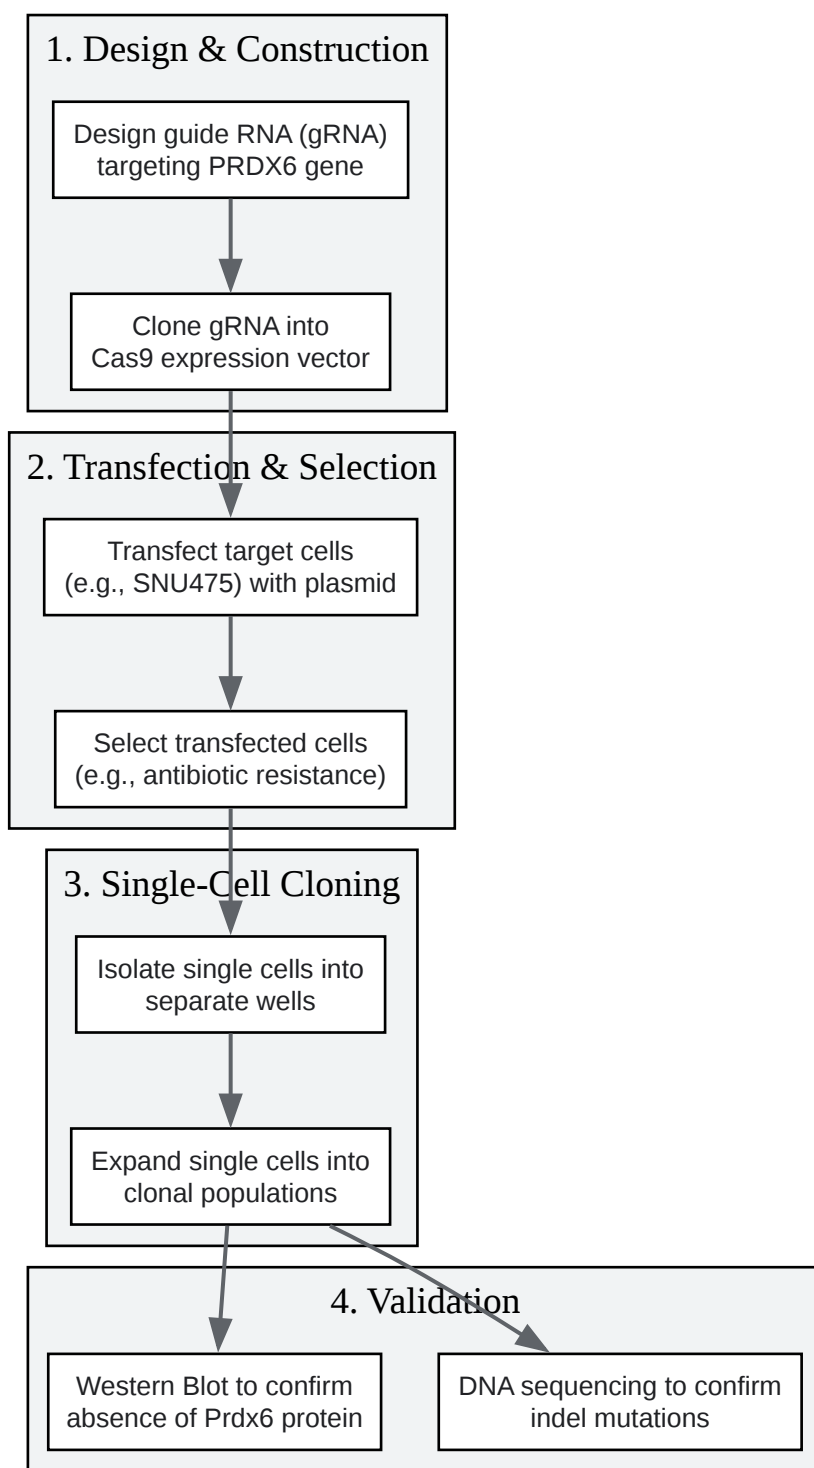 1. Design & Construction
Design guide RNA (gRNA)
targeting PRDX6 gene
Clone gRNA into
Cas9 expression vector
2. Transfection & Selection
Transfect target cells
(e.g., SNU475) with plasmid
Select transfected cells
(e.g., antibiotic resistance)
3. Single-Cell Cloning
Isolate single cells into
separate wells
Expand single cells into
clonal populations
4. Validation
Western Blot to confirm
absence of Prdx6 protein
DNA sequencing to confirm
indel mutations